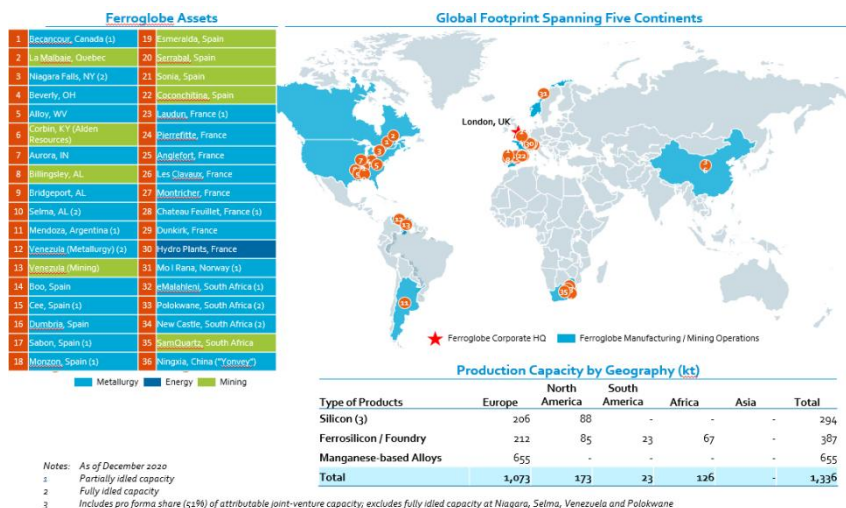 Ferroglobe Assets
1 Becancour, Canada (1)
2 La Malbaie, Quebec
3 Niagara Falls, NY (2)
4 Beverly, OH
5 Alloy, WV
6 Corbin, KY (Alden Resources)
7 Aurora, IN
8 Billingsley, AL
9 Bridgeport, AL
10 Selma, AL (2)
11 Mendoza, Argentina (1)
12 Venezula (Metallurgy) (2)
13 Venezula (Mining)
14 Boo, Spain
15 Cee, Spain (1)
16 Dumbria, Spain
17 Sabon, Spain (1)
18 Monzon, Spain (1)
19 Esmeralda, Spain
20 Serrabal, Spain
21 Sonia, Spain
22 Coconchitina, Spain
23 Laudun, France (1)
24 Pierrefitte, France
25 Anglefort, France
26 Les Clavaux, France
27 Montricher, France
28 Chateau Feuillet, France (1)
29 Dunkirk, France
30 Hydro Plants, France
31 Mo I Rana, Norway (1)
32 eMalahleni, South Africa (1)
33 Polokwane, South Africa (2)
34 New Castle, South Africa (2)
35 SamQuartz, South Africa
36 Ningxia, China ("Yonvey")
Metallurgy Energy Mining
Global Footprint Spanning Five Continents
31
London, UK
2
1
3
7
5
30
22
12
11
35
Ferroglobe Corporate HQ Ferroglobe Manufacturing / Mining Operations
Production Capacity by Geography (kt)
Type of Products Europe North America South America Africa Asia Total
Silicon (3) 206 88 - - - 294
Ferrosilicon / Foundry 212 85 23 67 - 387
Manganese-based Alloys 655 - - - - 655
Total 1,073 173 23 126 - 1,336
Notes: As of December 2020
1 Partially idled capacity
2 Fully idled capacity
3 Includes pro forma share (51%) of attributable joint-venture capacity; excludes fully idled capacity at Niagara, Selma, Venezuela and Polokwane